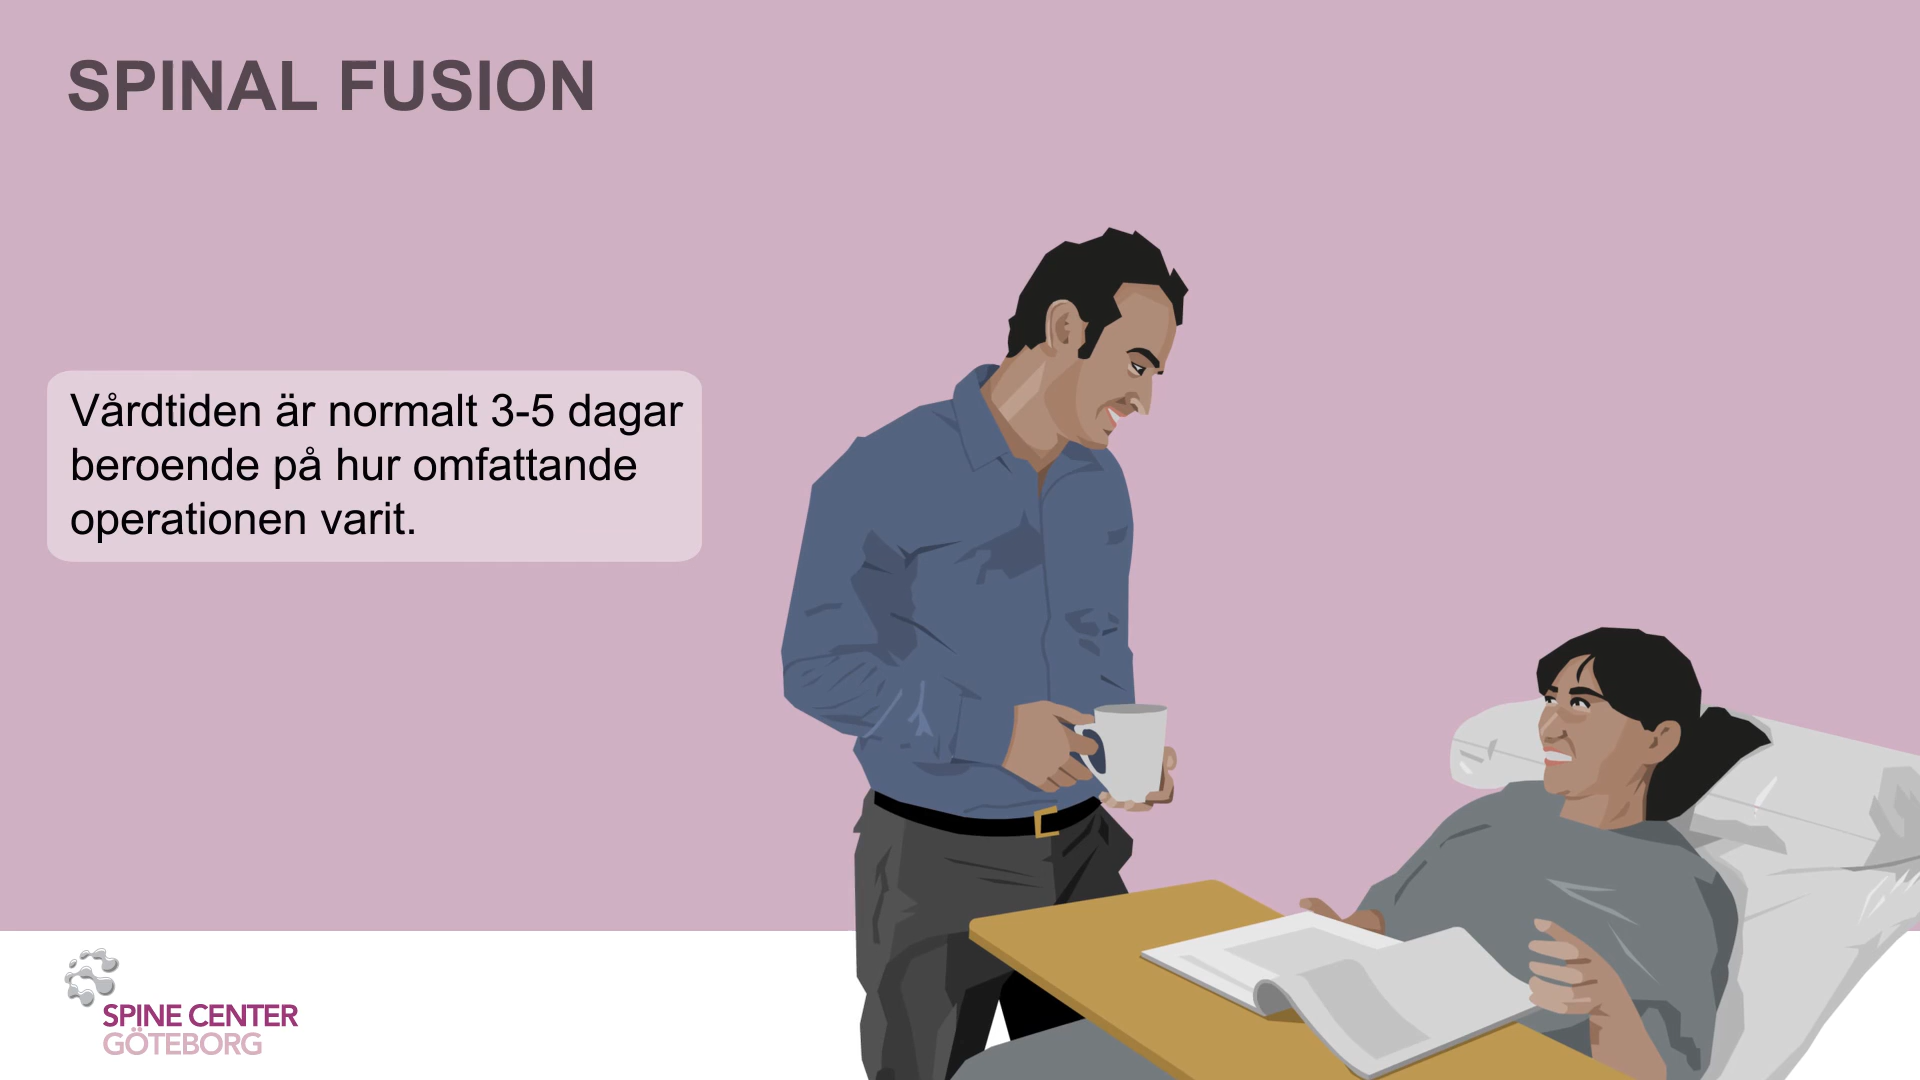 SPINAL FUSION
Vårdtiden är normalt 3-5 dagar
beroende på hur omfattande
operationen varit.
SPINE CENTER
GÖTEBORG